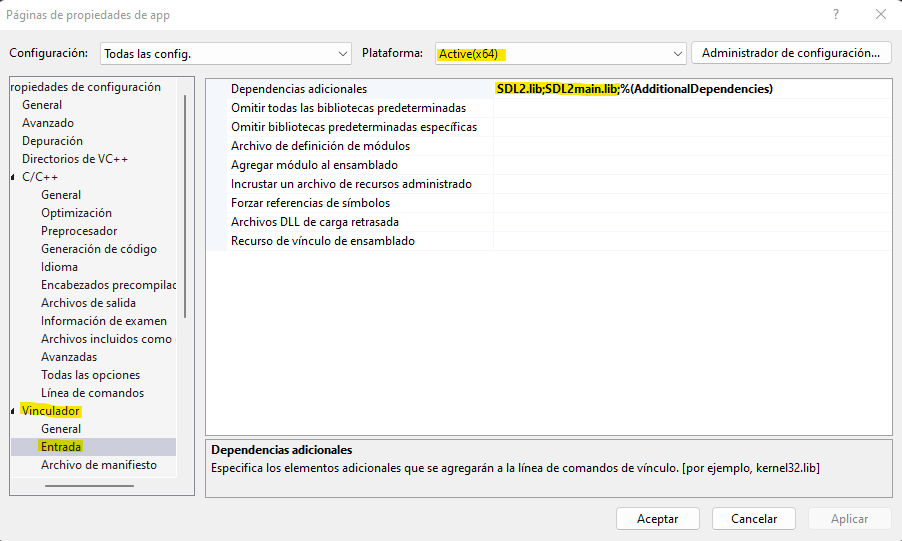 Páginas de propiedades de app
Configuración: Todas las config. Plataforma: Active(x64) Administrador de configuración...
ropiedades de configuración
General
Avanzado
Depuración
Directorios de VC++
C/C++
General
Optimización
Preprocesador
Generación de código
Idioma
Encabezados precompilac
Archivos de salida
Información de examen
Archivos incluidos como
Avanzadas
Todas las opciones
Línea de comandos
Vinculador
General
Entrada
Archivo de manifiesto
Dependencias adicionales SDL2.lib;SDL2main.lib;%(AdditionalDependencies)
Omitir todas las bibliotecas predeterminadas
Omitir bibliotecas predeterminadas específicas
Archivo de definición de módulos
Agregar módulo al ensamblado
Incrustar un archivo de recursos administrado
Forzar referencias de símbolos
Archivos DLL de carga retrasada
Recurso de vínculo de ensamblado
Dependencias adicionales
Especifica los elementos adicionales que se agregarán a la línea de comandos de vínculo. [por ejemplo, kernel32.lib]
Aceptar Cancelar Aplicar